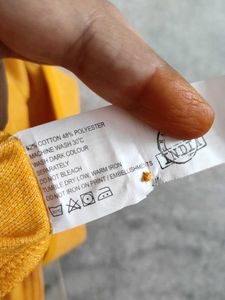 52% COTTON 48% POLYESTER
MACHINE WASH 30°C
WASH DARK COLOUR
SEPARATELY
DO NOT BLEACH
TUMBLE DRY LOW, WARM IRON
DO NOT IRON ON PRINT / EMBELLISHMENTS
INDIA